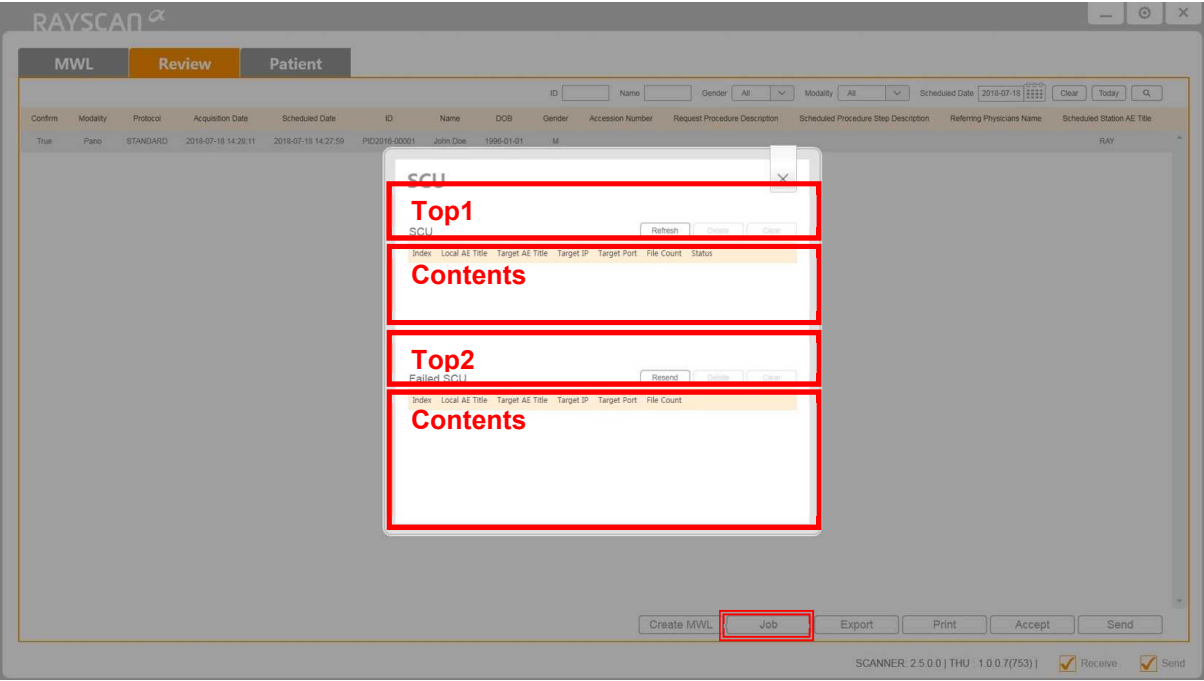 RAYSCAN α
MWL Review Patient
ID Name Gender All Modality All Scheduled Date 2018-07-18 Clear Today
Confirm Modality Protocol Acquisition Date Scheduled Date ID Name DOB Gender Accession Number Request Procedure Description Scheduled Procedure Step Description Referring Physicians Name Scheduled Station AE Title
True Pano STANDARD 2018-07-18 14:28:11 2018-07-18 14:27:59 PID2016-00001 John Doe 1996-01-01 M RAY
SCU
Top1
SCU Refresh Delete Clear
Index Local AE Title Target AE Title Target IP Target Port File Count Status
Contents
Top2
Failed SCU Resend Delete Clear
Index Local AE Title Target AE Title Target IP Target Port File Count
Contents
Create MWL Job Export Print Accept Send
SCANNER: 2.5.0.0 | THU : 1.0.0.7(753) | Receive Send